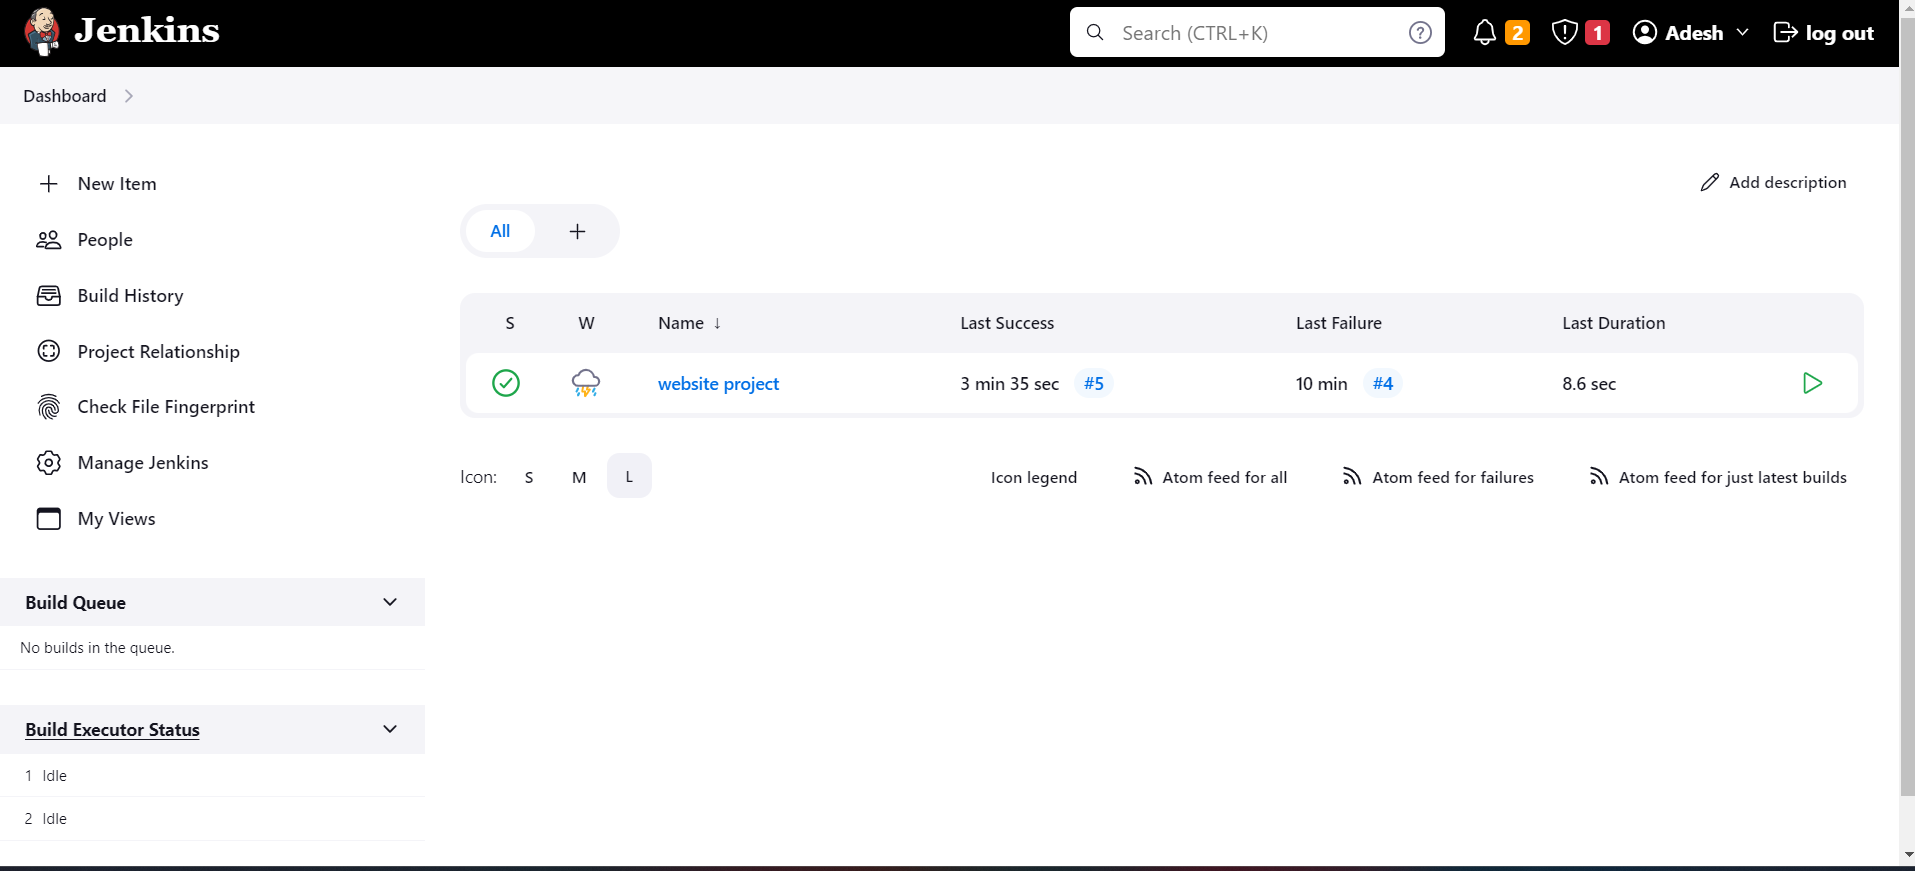 Jenkins
Search (CTRL+K)
2
1
Adesh
log out
Dashboard
New Item
People
Build History
Project Relationship
Check File Fingerprint
Manage Jenkins
My Views
Build Queue
No builds in the queue.
Build Executor Status
1 Idle
2 Idle
Add description
All +
S W Name ↓ Last Success Last Failure Last Duration
website project 3 min 35 sec #5 10 min #4 8.6 sec
Icon: S M L Icon legend Atom feed for all Atom feed for failures Atom feed for just latest builds